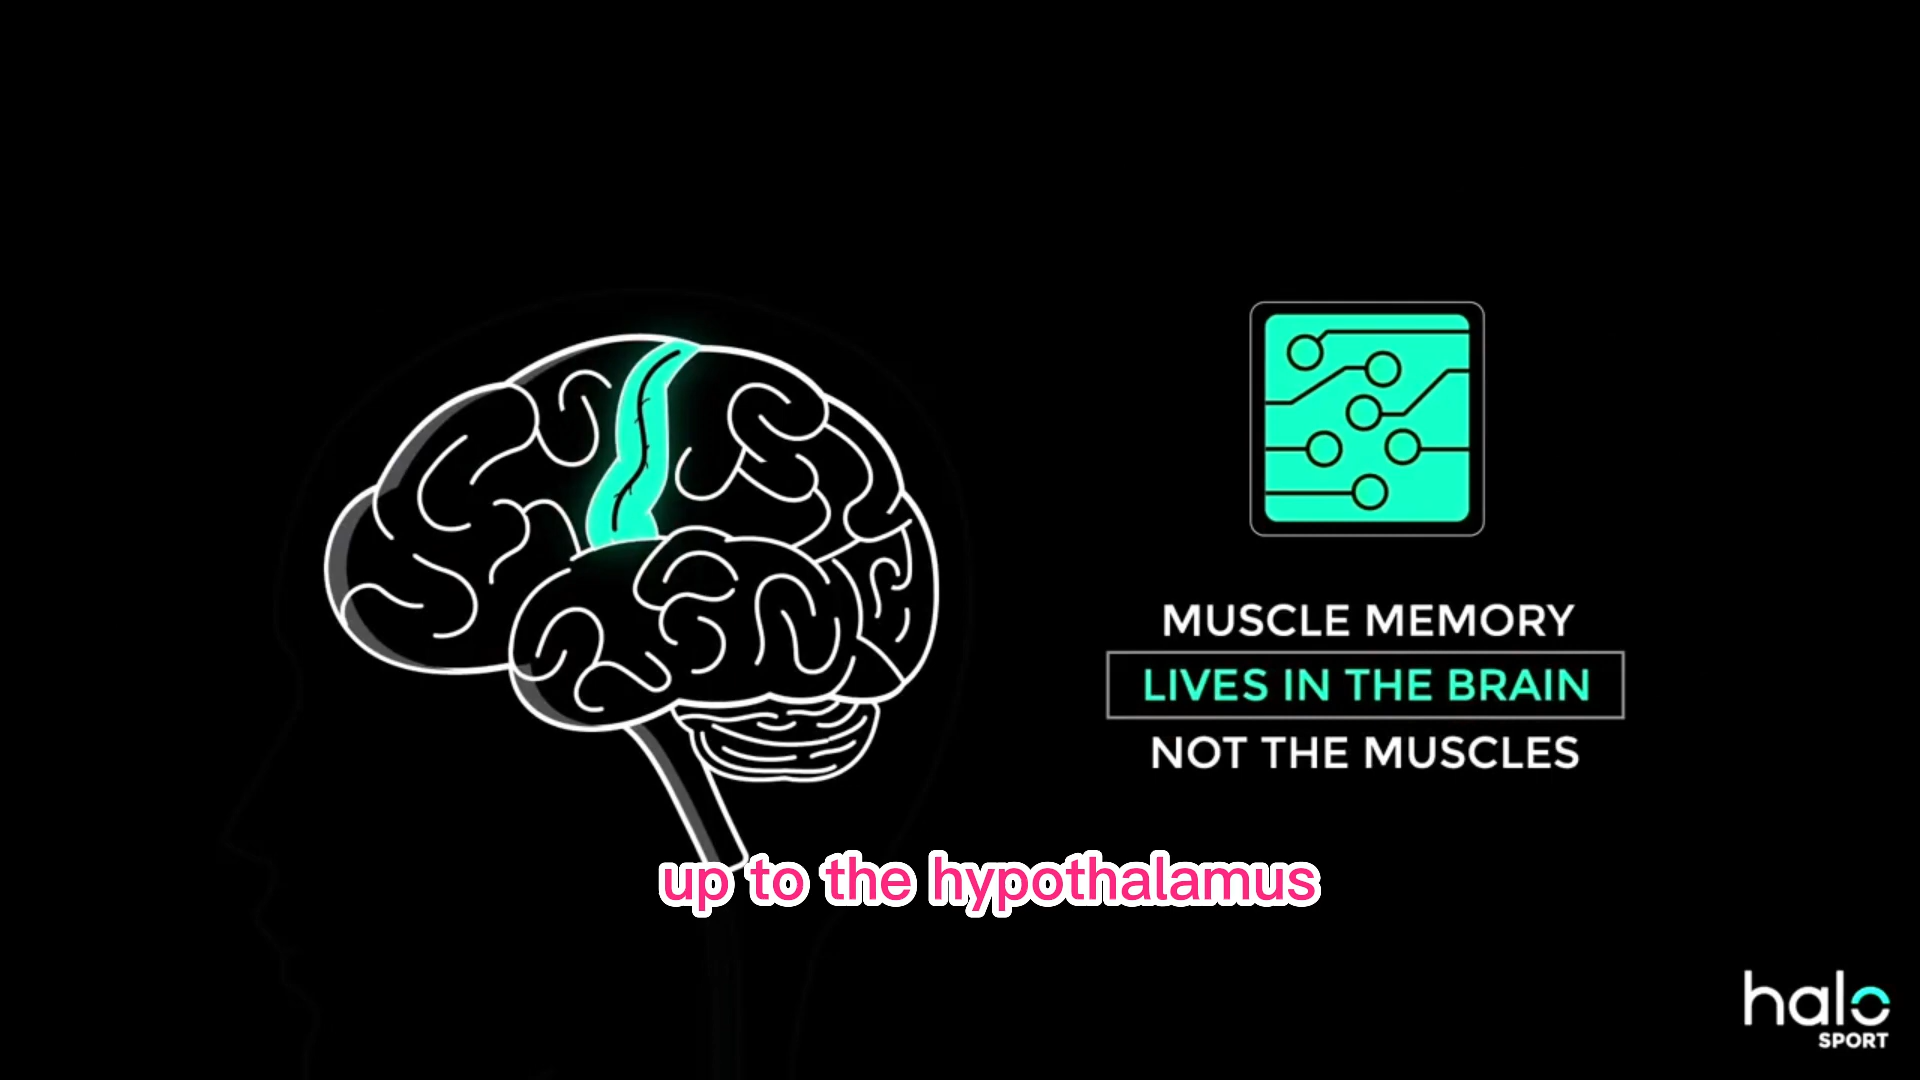 MUSCLE MEMORY
LIVES IN THE BRAIN
NOT THE MUSCLES
up to the hypothalamus
halo
SPORT